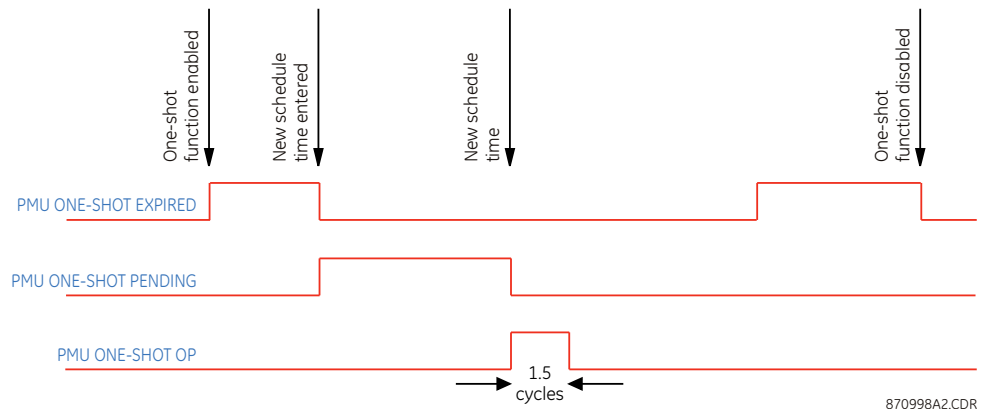 One-shot
function enabled
New schedule
time entered
New schedule
time
One-shot
function disabled
PMU ONE-SHOT EXPIRED
PMU ONE-SHOT PENDING
PMU ONE-SHOT OP
1.5
cycles
870998A2.CDR